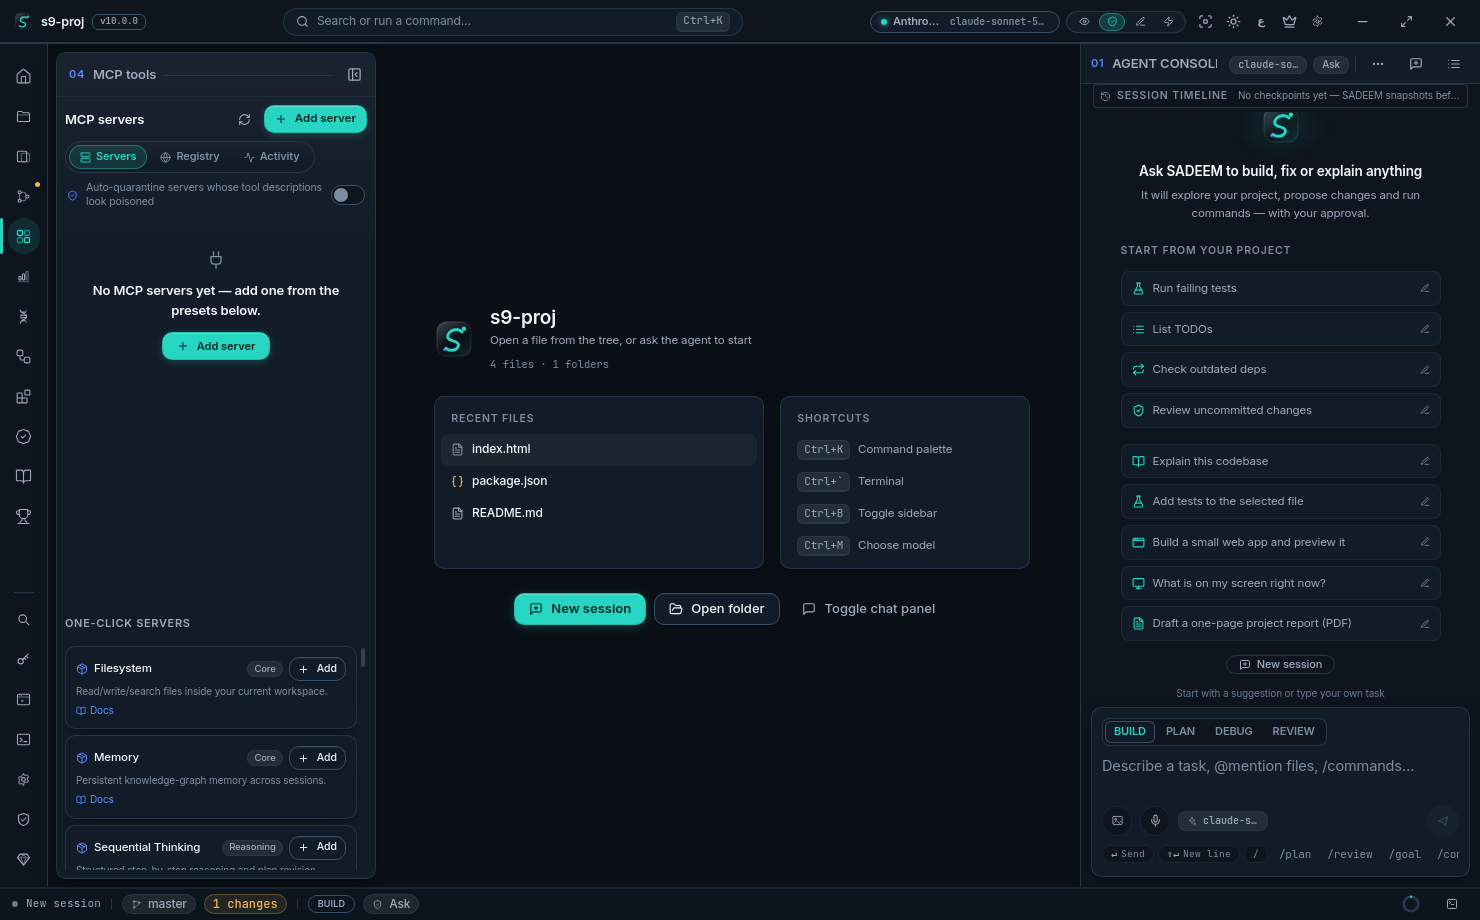 s9-proj v10.0.0
Search or run a command... Ctrl+K
Anthro... claude-sonnet-5...
ع
04 MCP tools
MCP servers
Add server
Servers Registry Activity
Auto-quarantine servers whose tool descriptions
look poisoned
No MCP servers yet — add one from the
presets below.
Add server
ONE-CLICK SERVERS
Filesystem Core Add
Read/write/search files inside your current workspace.
Docs
Memory Core Add
Persistent knowledge-graph memory across sessions.
Docs
Sequential Thinking Reasoning Add
Structured step-by-step reasoning and plan revision.
s9-proj
Open a file from the tree, or ask the agent to start
4 files · 1 folders
RECENT FILES
index.html
package.json
README.md
SHORTCUTS
Ctrl+K Command palette
Ctrl+` Terminal
Ctrl+B Toggle sidebar
Ctrl+M Choose model
New session Open folder Toggle chat panel
01 AGENT CONSOL claude-so... Ask
SESSION TIMELINE No checkpoints yet — SADEEM snapshots bef...
Ask SADEEM to build, fix or explain anything
It will explore your project, propose changes and run
commands — with your approval.
START FROM YOUR PROJECT
Run failing tests
List TODOs
Check outdated deps
Review uncommitted changes
Explain this codebase
Add tests to the selected file
Build a small web app and preview it
What is on my screen right now?
Draft a one-page project report (PDF)
New session
Start with a suggestion or type your own task
BUILD PLAN DEBUG REVIEW
Describe a task, @mention files, /commands...
claude-s...
↵ Send ⇧↵ New line / /plan /review /goal /cor
New session master 1 changes BUILD Ask